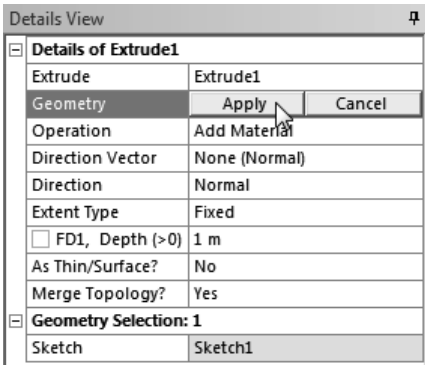 Details View
Details of Extrude1
Extrude Extrude1
Geometry Apply Cancel
Operation Add Material
Direction Vector None (Normal)
Direction Normal
Extent Type Fixed
FD1, Depth (>0) 1 m
As Thin/Surface? No
Merge Topology? Yes
Geometry Selection: 1
Sketch Sketch1